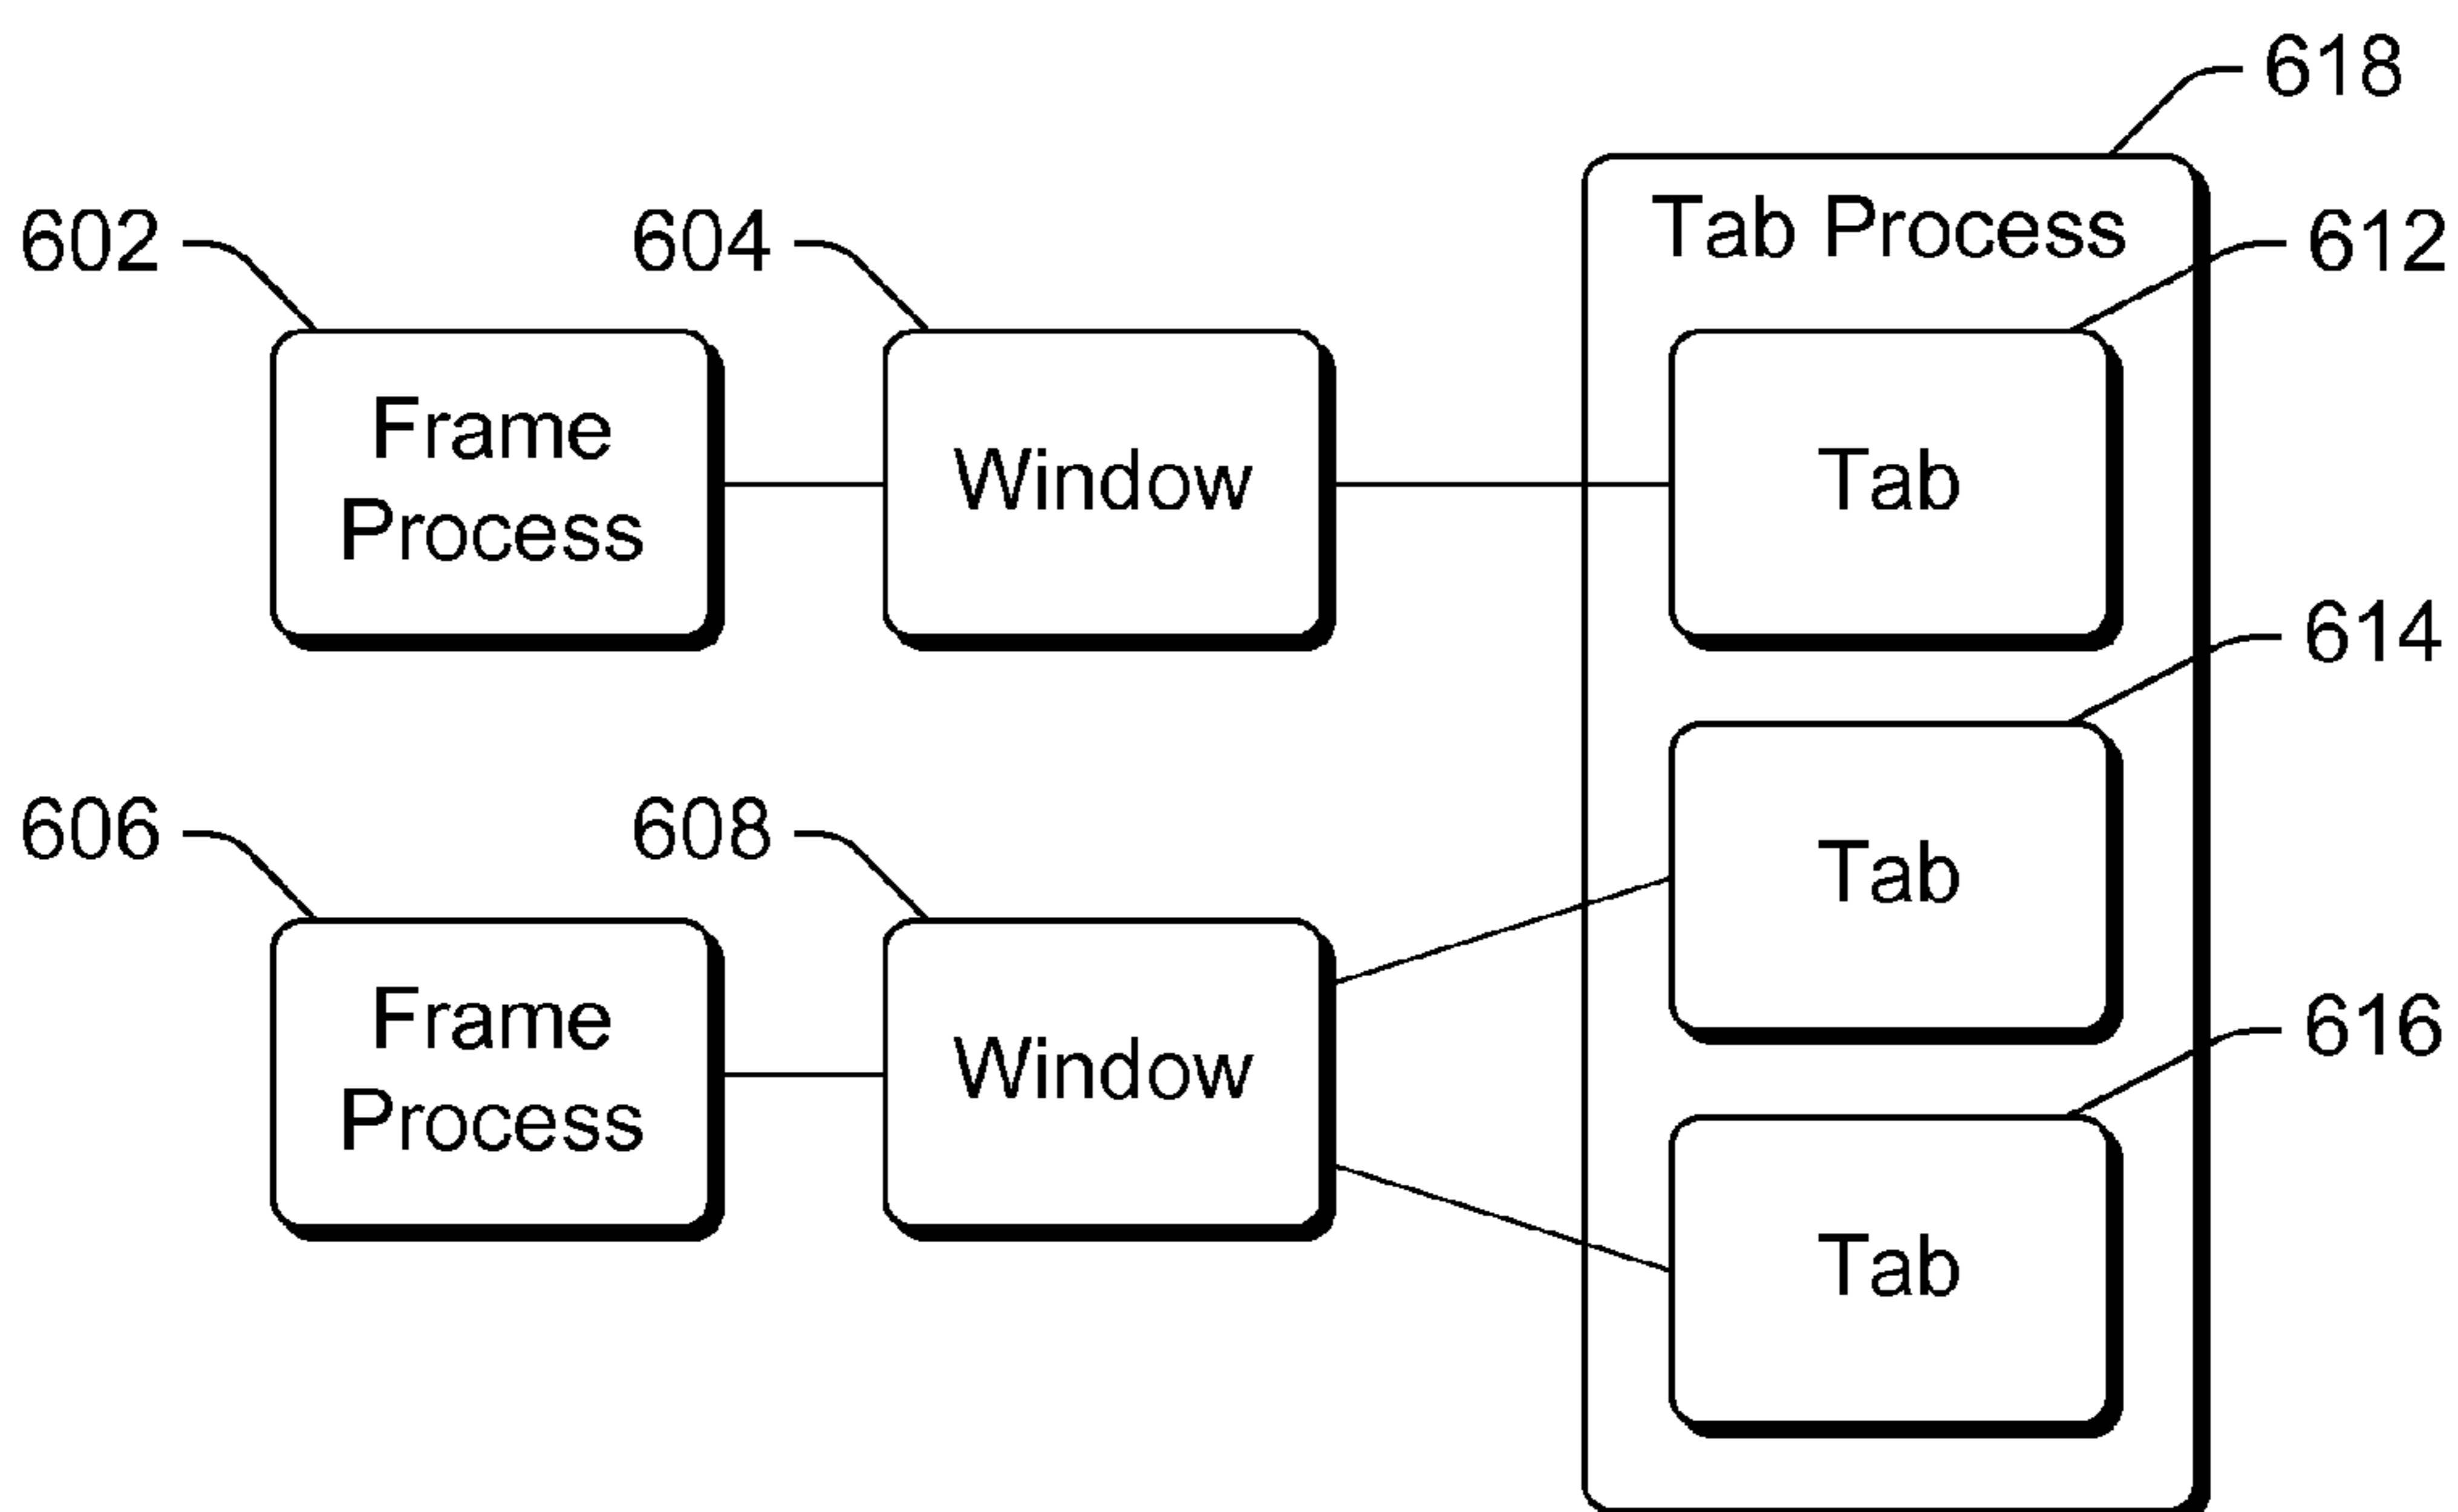 618
Tab Process
602
604
612
Frame
Process
Window
Tab
614
606
608
Tab
Frame
Process
Window
616
Tab